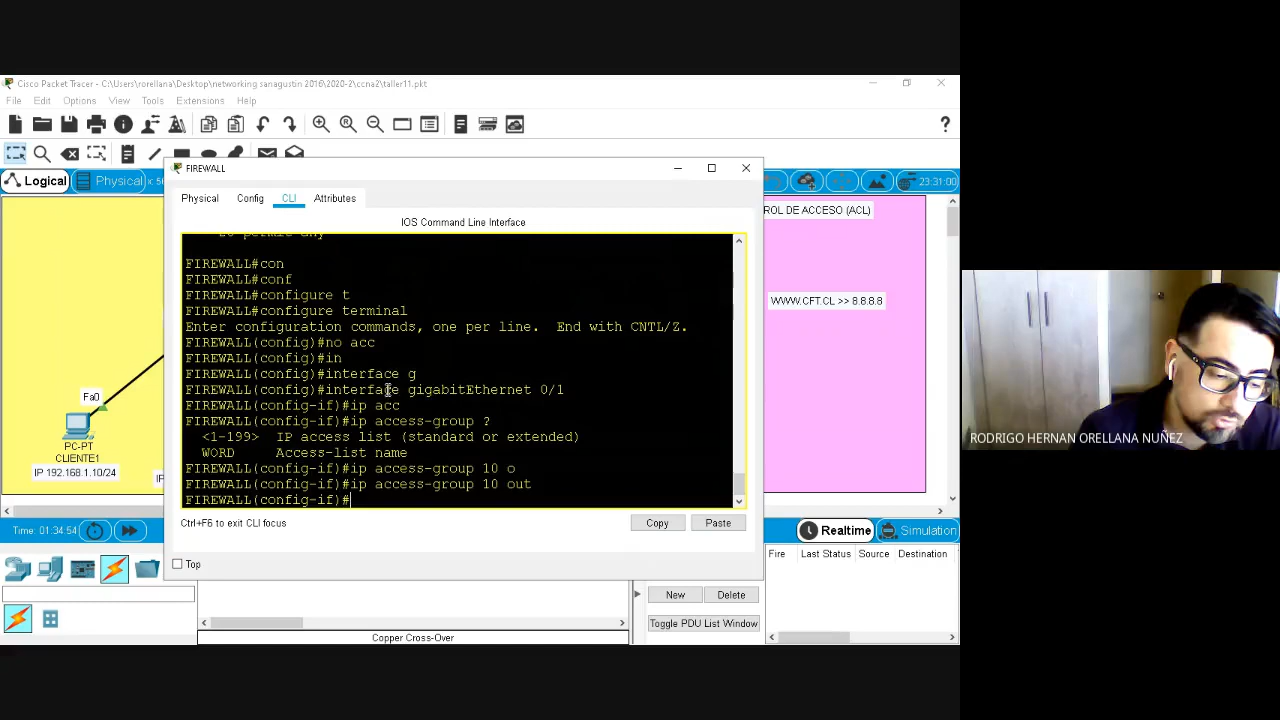 Cisco Packet Tracer - C:\Users\rorellana\Desktop\networking sanagustin 2016\2020-2\ccna2\taller11.pkt
File Edit Options View Tools Extensions Help
Logical
Physical
23:31:00
FIREWALL
Physical Config CLI Attributes
IOS Command Line Interface
20 permit any
FIREWALL#con
FIREWALL#conf
FIREWALL#configure t
FIREWALL#configure terminal
Enter configuration commands, one per line. End with CNTL/Z.
FIREWALL(config)#no acc
FIREWALL(config)#in
FIREWALL(config)#interface g
FIREWALL(config)#interface gigabitEthernet 0/1
FIREWALL(config-if)#ip acc
FIREWALL(config-if)#ip access-group ?
<1-199> IP access list (standard or extended)
WORD Access-list name
FIREWALL(config-if)#ip access-group 10 o
FIREWALL(config-if)#ip access-group 10 out
FIREWALL(config-if)#
Ctrl+F6 to exit CLI focus
Copy Paste
Top
ROL DE ACCESO (ACL)
WWW.CFT.CL >> 8.8.8.8
Fa0
PC-PT
CLIENTE1
IP 192.168.1.10/24
Time: 01:34:54
Realtime
Simulation
Fire Last Status Source Destination
New Delete
Toggle PDU List Window
Copper Cross-Over
RODRIGO HERNAN ORELLANA NUÑEZ